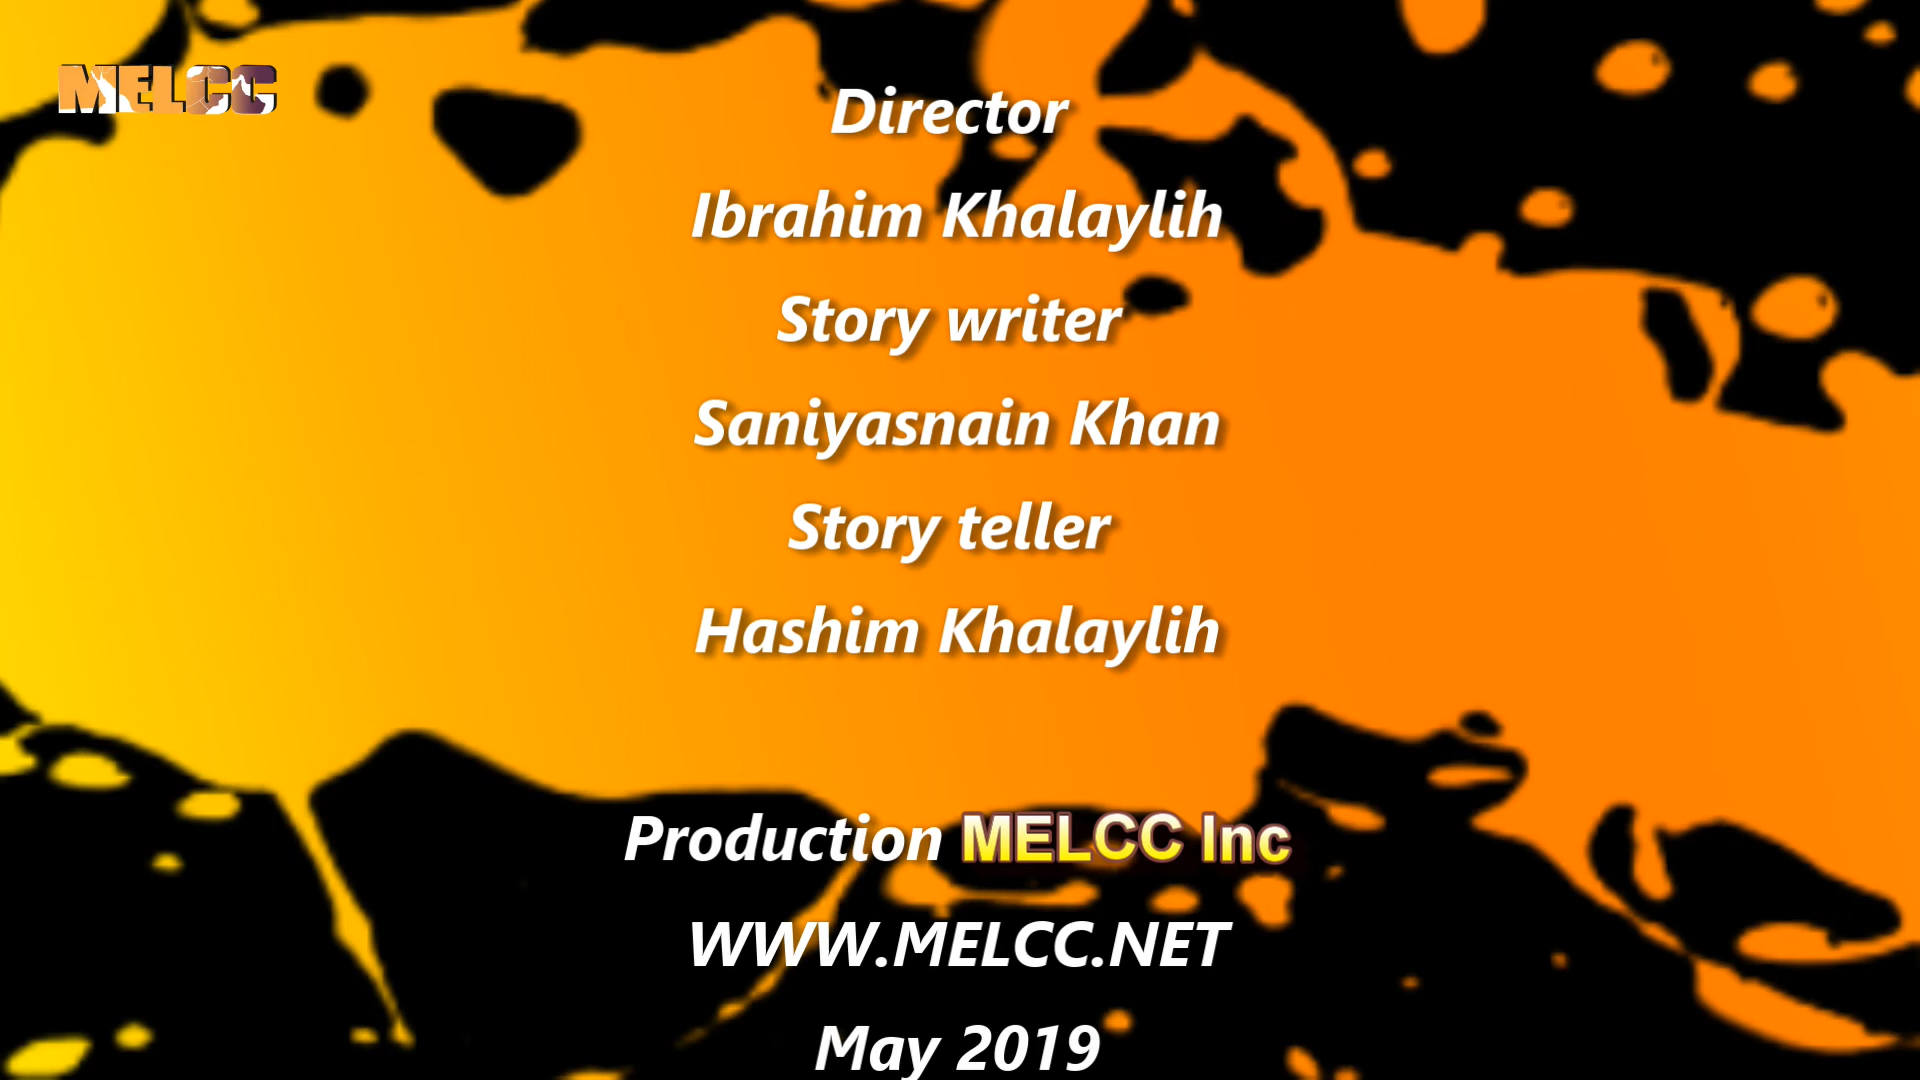 MELCC
Director
Ibrahim Khalaylih
Story writer
Saniyasnain Khan
Story teller
Hashim Khalaylih
Production MELCC Inc
WWW.MELCC.NET
May 2019